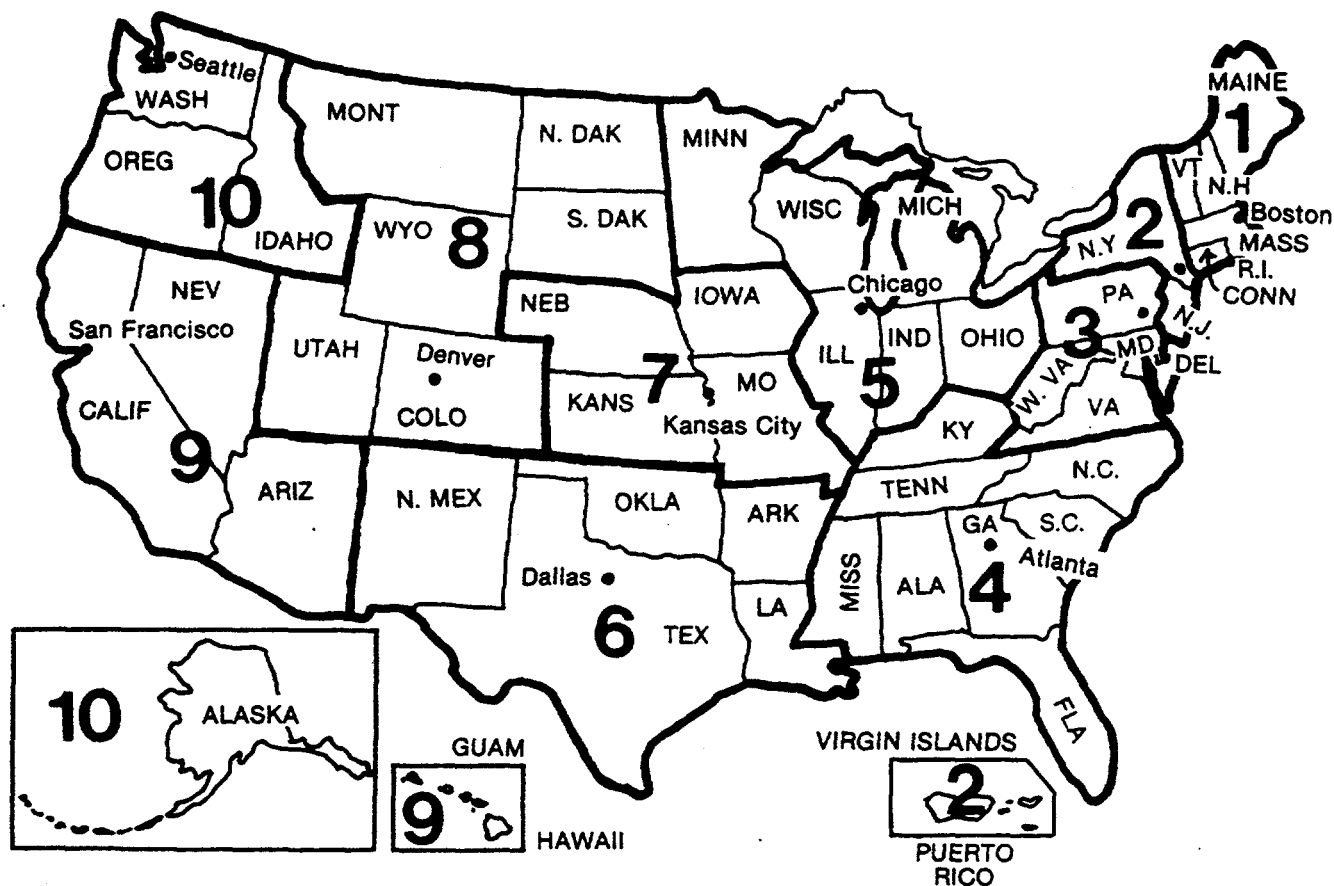 Seattle
WASH
MONT
N. DAK
MINN
MAINE
1
OREG
10
IDAHO
WYO
8
S. DAK
WISC
MICH
VT
N.H
Boston
MASS
R.I.
CONN
N.Y
2
NEV
San Francisco
UTAH
Denver
COLO
NEB
IOWA
Chicago
PA
3
N.J.
MD
DEL
CALIF
9
KANS
7
MO
Kansas City
ILL
5
IND
OHIO
W. VA
VA
KY
ARIZ
N. MEX
OKLA
ARK
TENN
N.C.
S.C.
GA
Atlanta
4
Dallas
6
TEX
LA
MISS
ALA
FLA
10
ALASKA
GUAM
9
HAWAII
VIRGIN ISLANDS
2
PUERTO
RICO